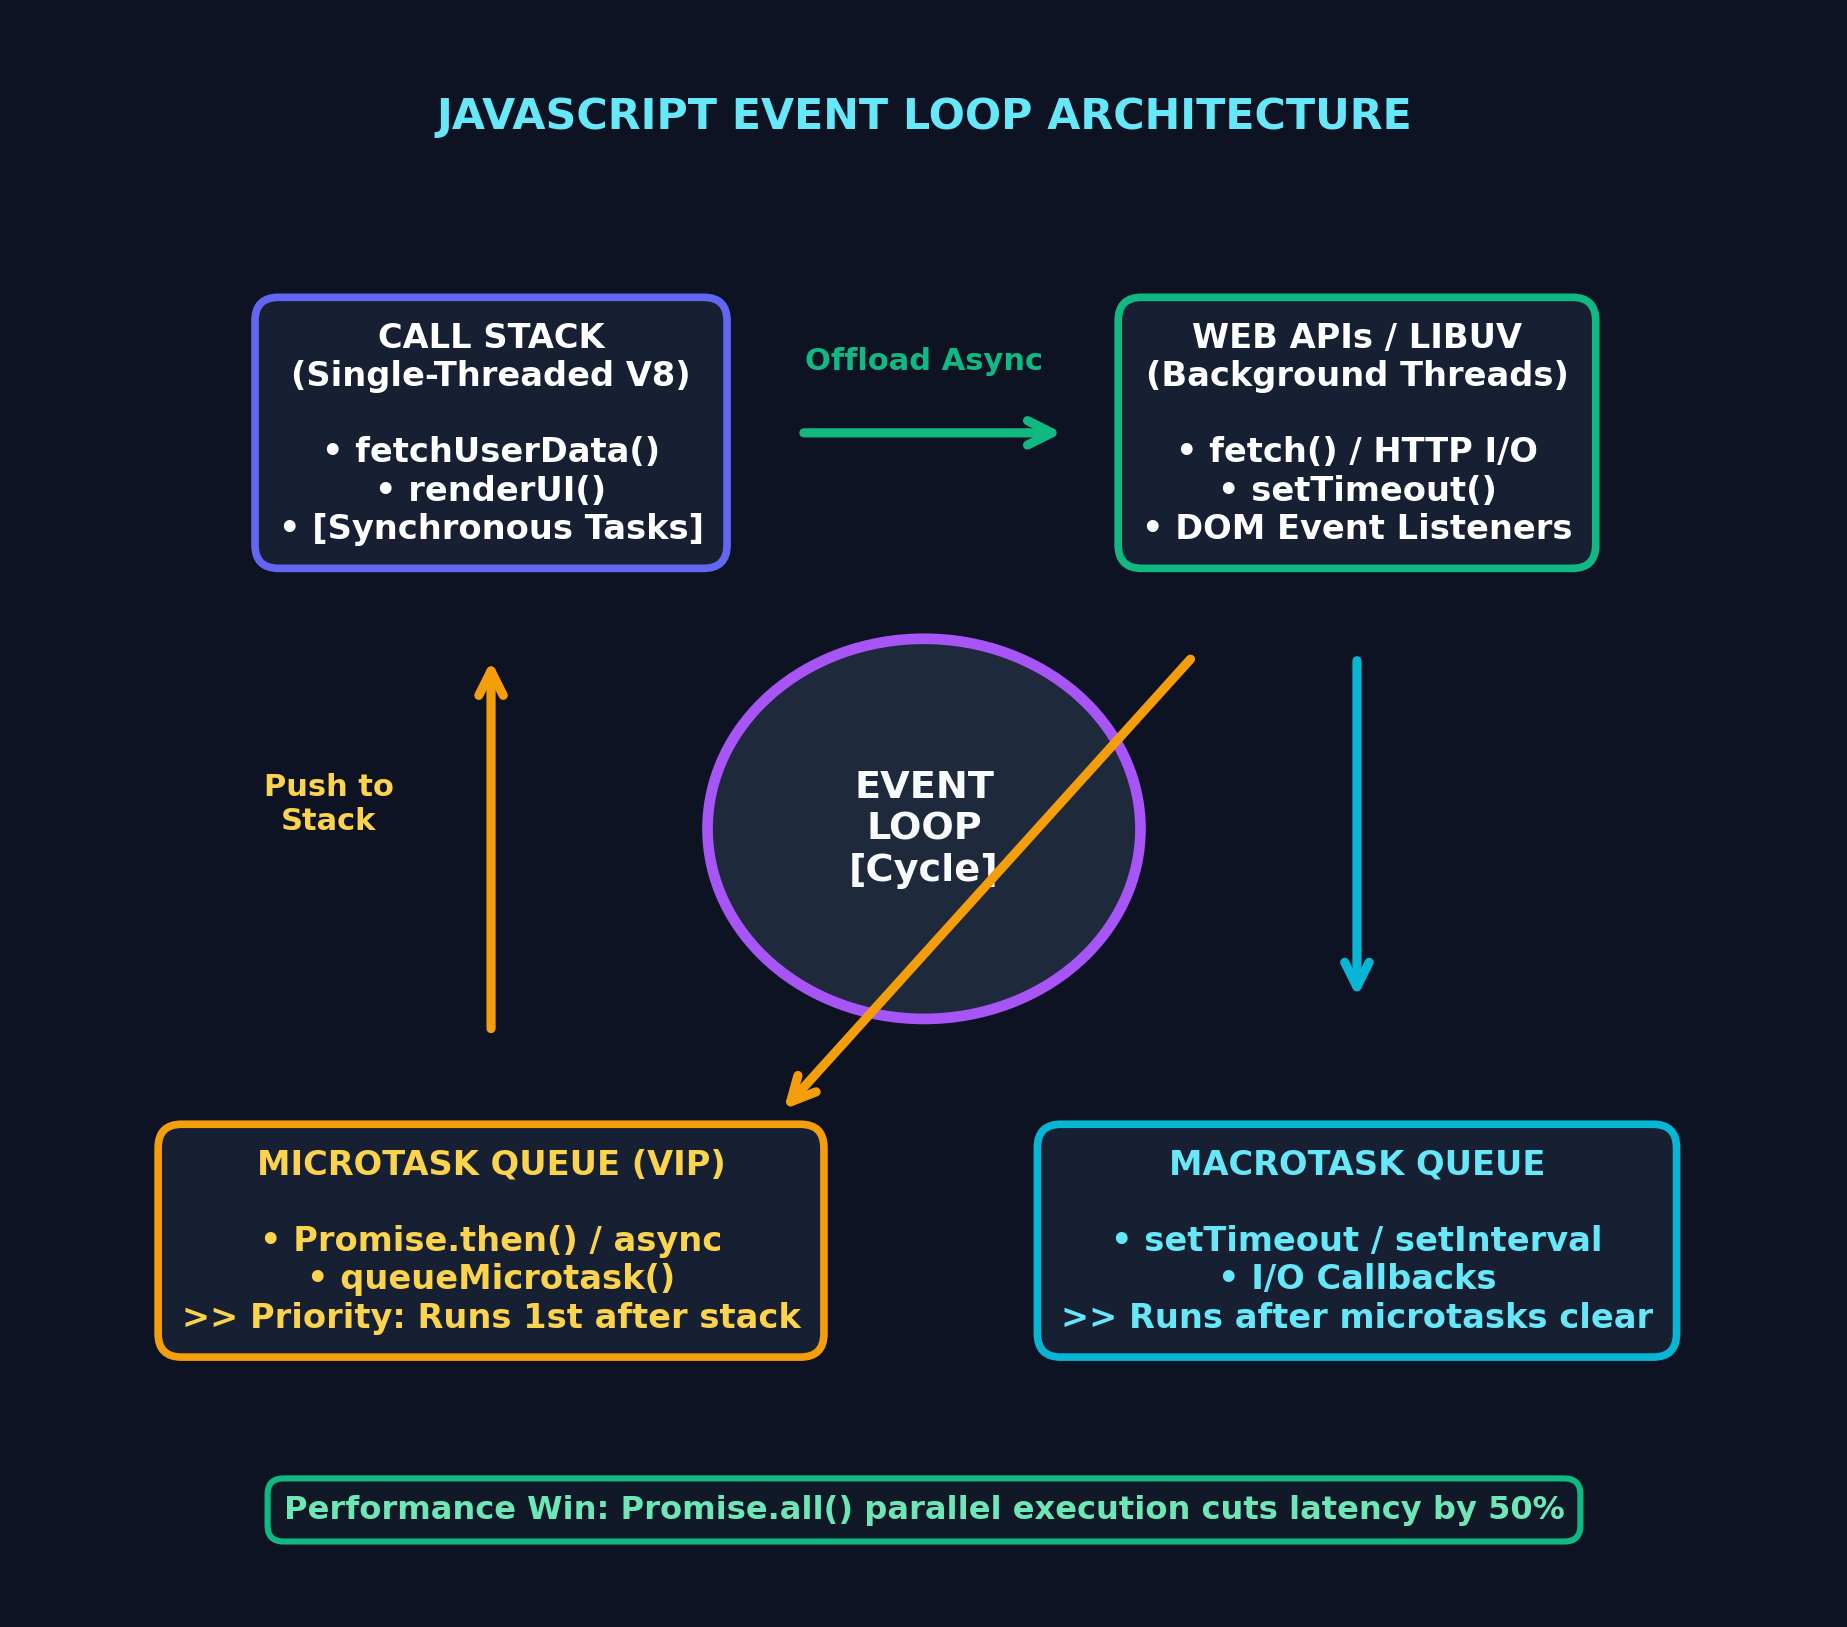 JAVASCRIPT EVENT LOOP ARCHITECTURE
CALL STACK
(Single-Threaded V8)
• fetchUserData()
• renderUI()
• [Synchronous Tasks]
Offload Async
WEB APIs / LIBUV
(Background Threads)
• fetch() / HTTP I/O
• setTimeout()
• DOM Event Listeners
Push to
Stack
EVENT
LOOP
[Cycle]
MICROTASK QUEUE (VIP)
• Promise.then() / async
• queueMicrotask()
>> Priority: Runs 1st after stack
MACROTASK QUEUE
• setTimeout / setInterval
• I/O Callbacks
>> Runs after microtasks clear
Performance Win: Promise.all() parallel execution cuts latency by 50%